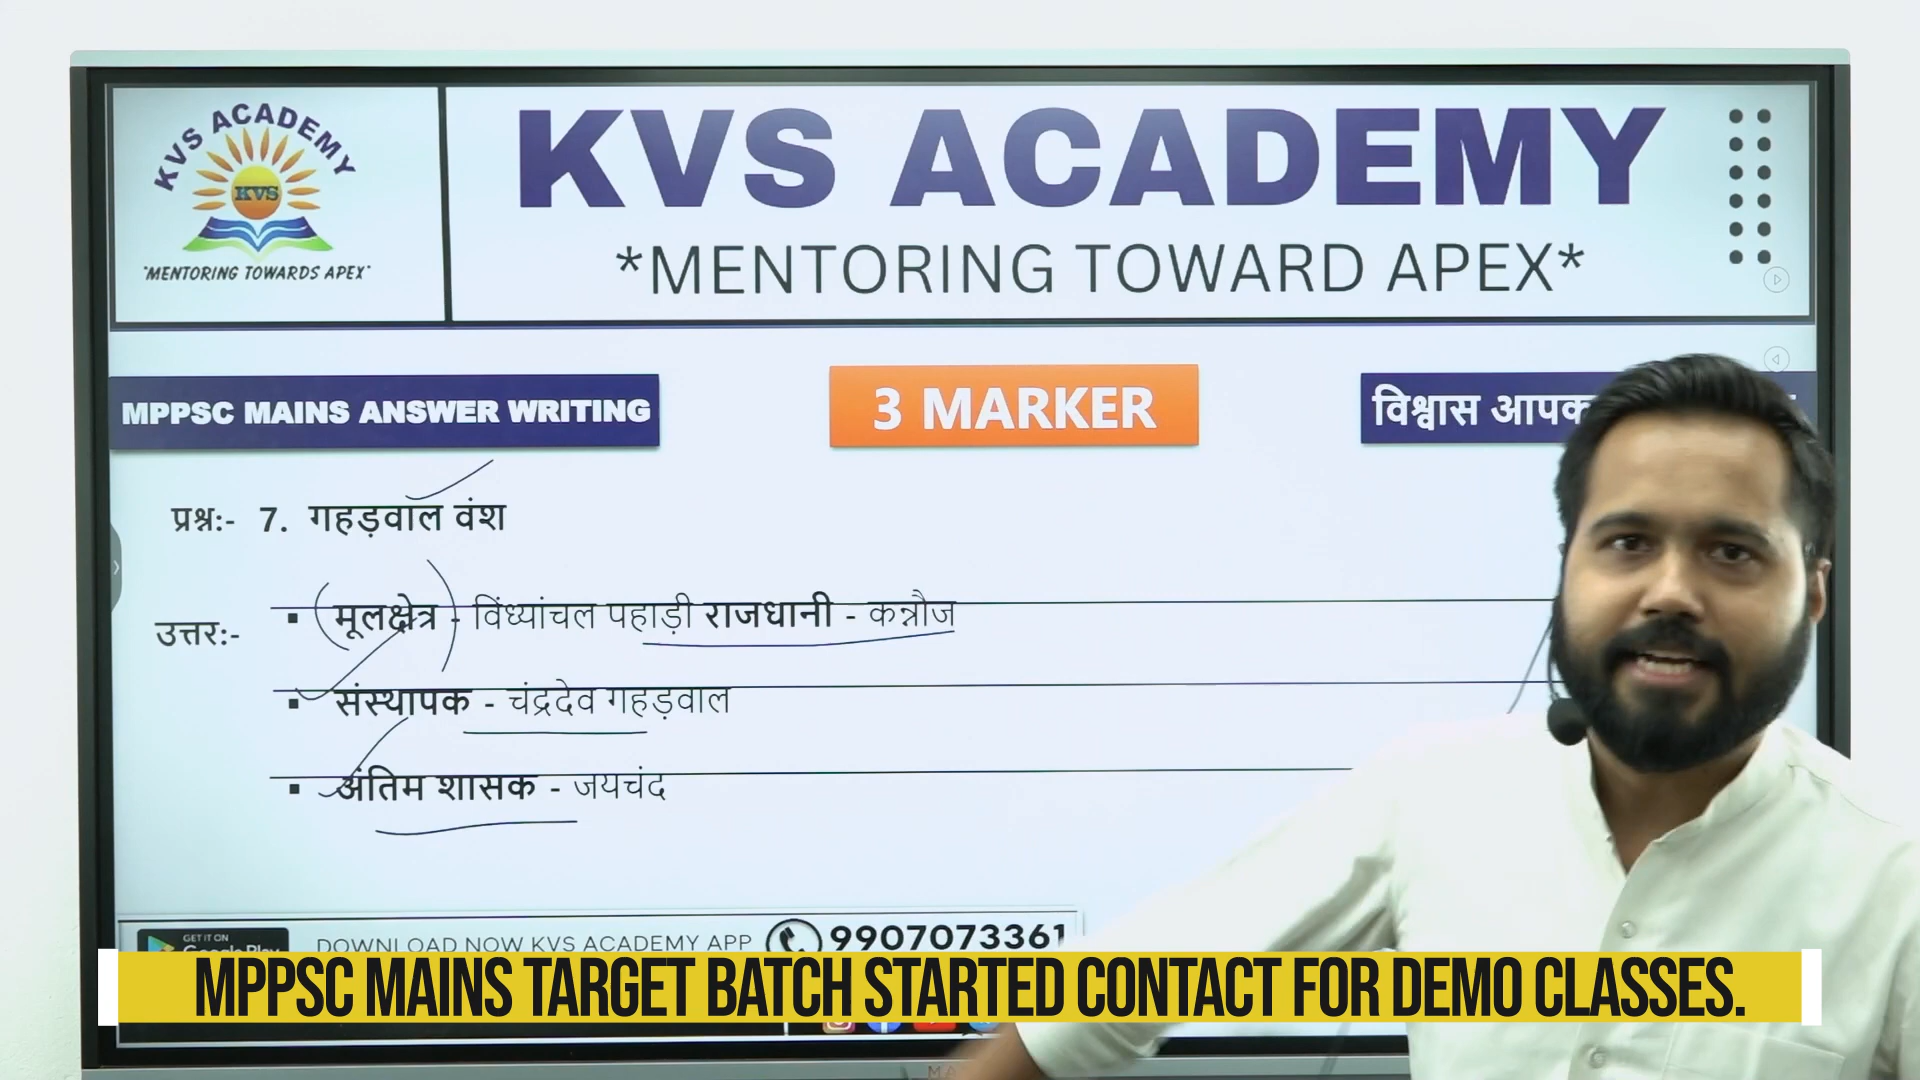 KVS ACADEMY
KVS
"MENTORING TOWARDS APEX"
KVS ACADEMY
*MENTORING TOWARD APEX*
MPPSC MAINS ANSWER WRITING
3 MARKER
विश्वास आपका
प्रश्न:- 7. गहड़वाल वंश
उत्तर:-
▪ मूलक्षेत्र - विंध्यांचल पहाड़ी राजधानी - कन्नौज
▪ संस्थापक - चंद्रदेव गहड़वाल
▪ अंतिम शासक - जयचंद
GET IT ON
Google Play
DOWNLOAD NOW KVS ACADEMY APP
9907073361
MPPSC MAINS TARGET BATCH STARTED CONTACT FOR DEMO CLASSES.